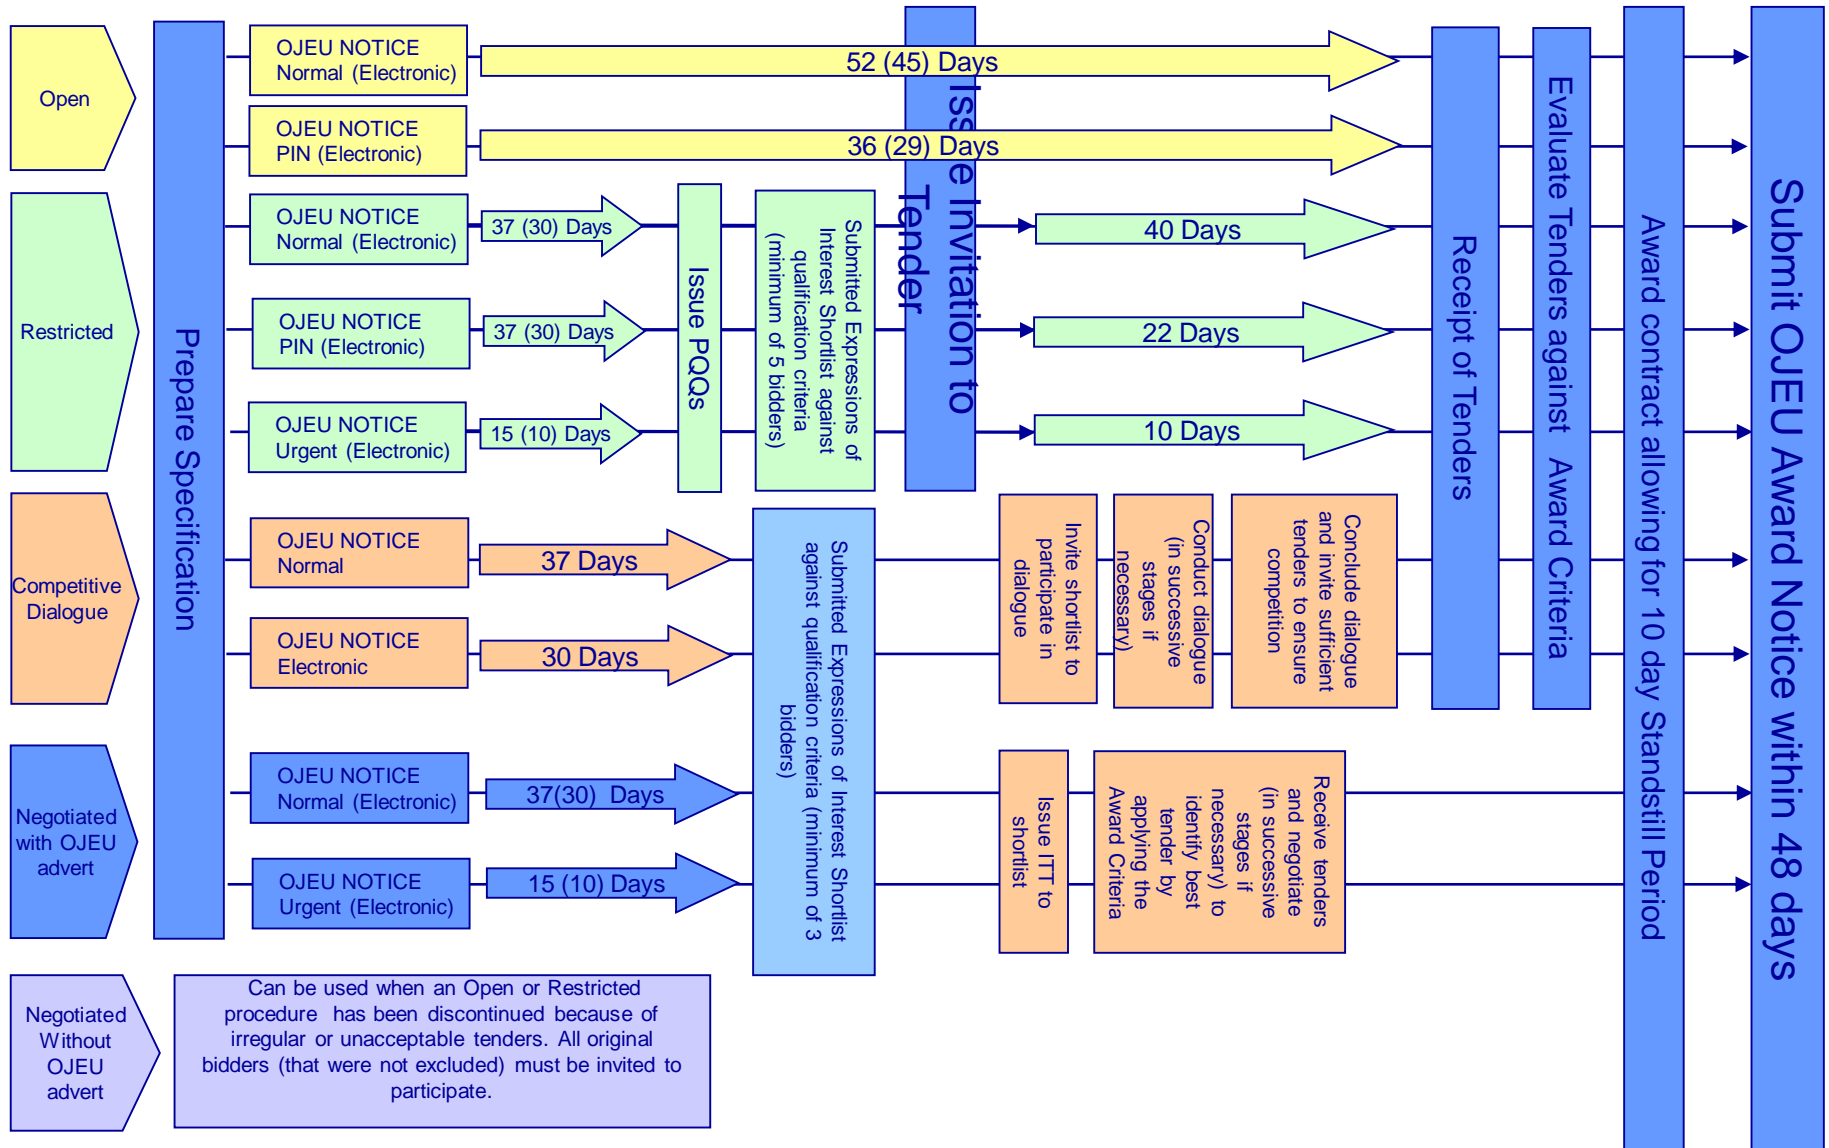 Open
OJEU NOTICE
Normal (Electronic)
52 (45) Days
OJEU NOTICE
PIN (Electronic)
36 (29) Days
Restricted
OJEU NOTICE
Normal (Electronic)
37 (30) Days
40 Days
OJEU NOTICE
PIN (Electronic)
37 (30) Days
22 Days
OJEU NOTICE
Urgent (Electronic)
15 (10) Days
10 Days
Competitive
Dialogue
OJEU NOTICE
Normal
37 Days
OJEU NOTICE
Electronic
30 Days
Negotiated
with OJEU
advert
OJEU NOTICE
Normal (Electronic)
37(30) Days
OJEU NOTICE
Urgent (Electronic)
15 (10) Days
Negotiated
Without
OJEU
advert
Can be used when an Open or Restricted
procedure has been discontinued because of
irregular or unacceptable tenders. All original
bidders (that were not excluded) must be invited to
participate.
Prepare Specification
Issue PQQs
Submitted Expressions of
Interest Shortlist against
qualification criteria
(minimum of 5 bidders)
Submitted Expressions of Interest Shortlist
against qualification criteria (minimum of 3
bidders)
Issue Invitation to
Tender
Invite shortlist to
participate in
dialogue
Conduct dialogue
(in successive
stages if
necessary)
Conclude dialogue
and invite sufficient
tenders to ensure
competition
Issue ITT to
shortlist
Receive tenders
and negotiate
(in successive
stages if
necessary) to
identify best
tender by
applying the
Award Criteria
Receipt of Tenders
Evaluate Tenders against Award Criteria
Award contract allowing for 10 day Standstill Period
Submit OJEU Award Notice within 48 days